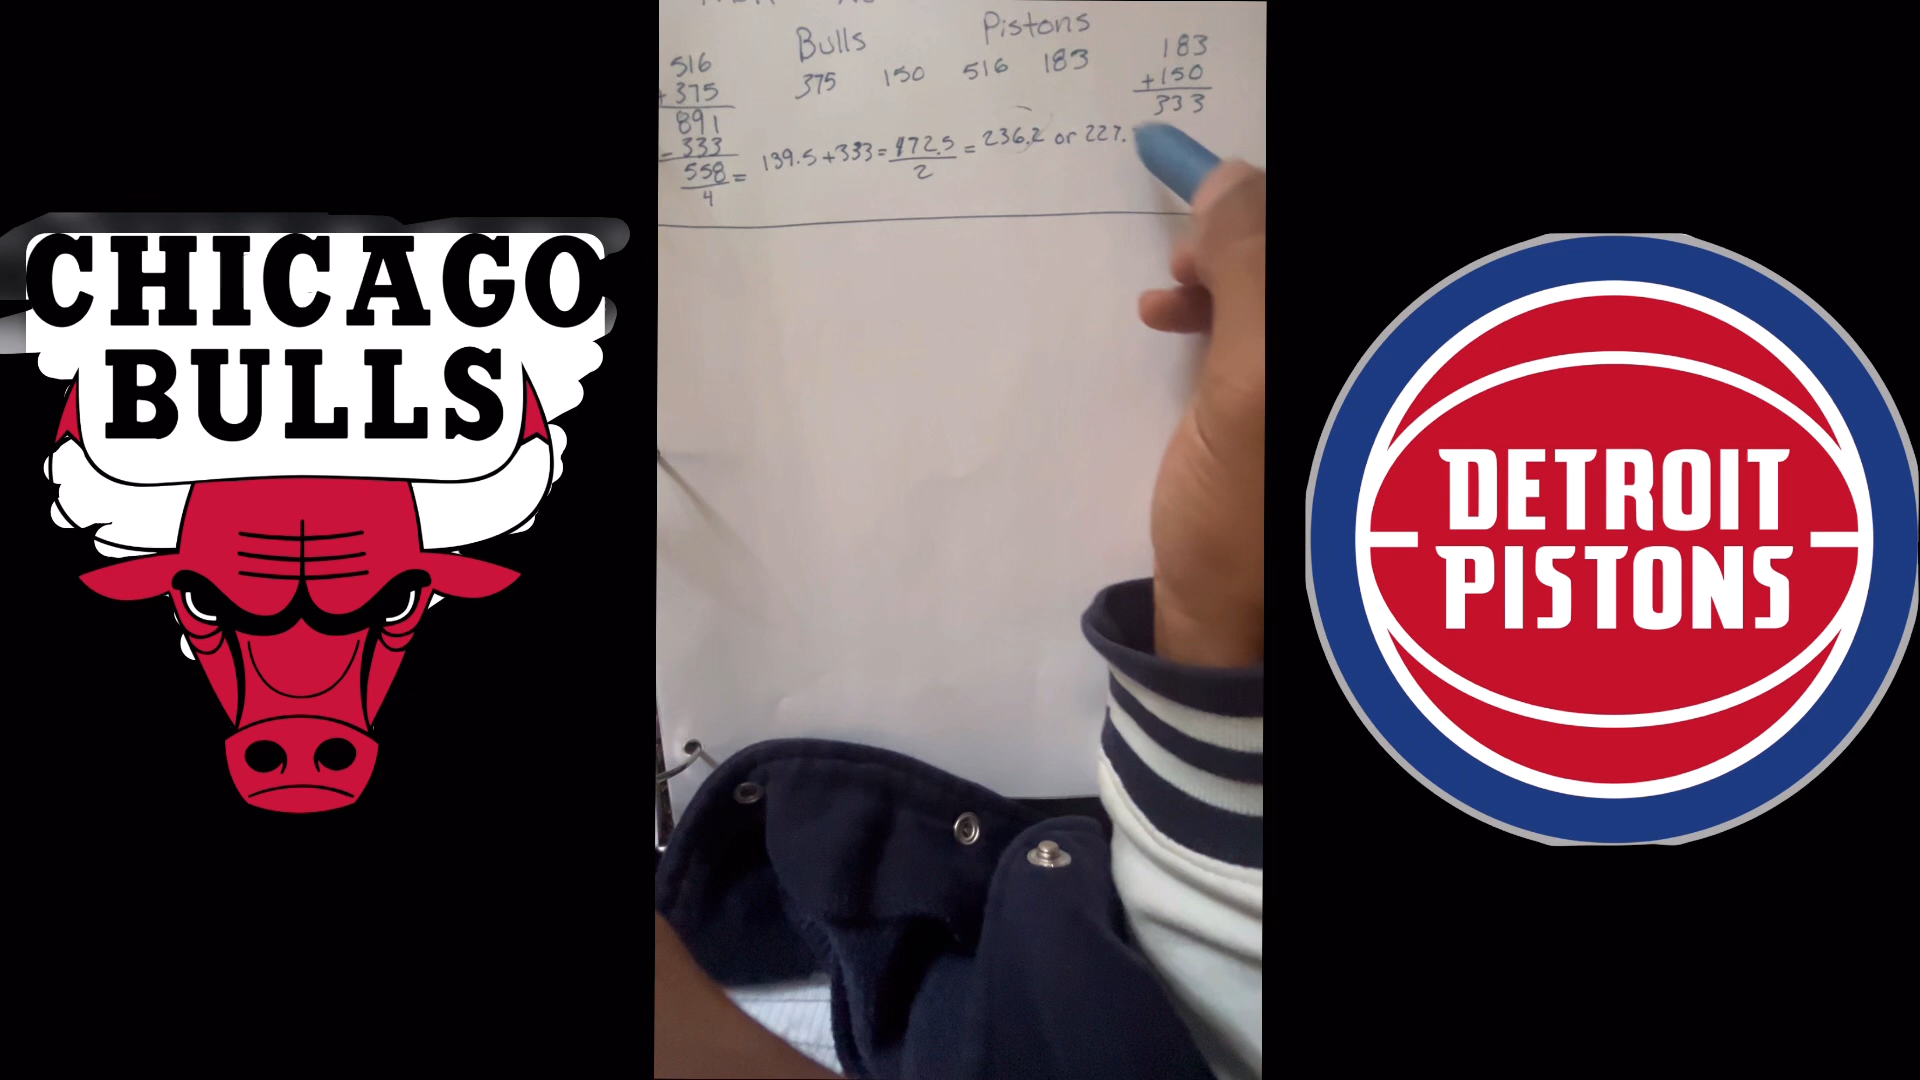 CHICAGO
BULLS
Bulls Pistons
516
+375
891
-333
558
4
=
375 150 516 183
183
+150
333
139.5+333=472.5 = 236.2 or 227.
2
DETROIT
PISTONS